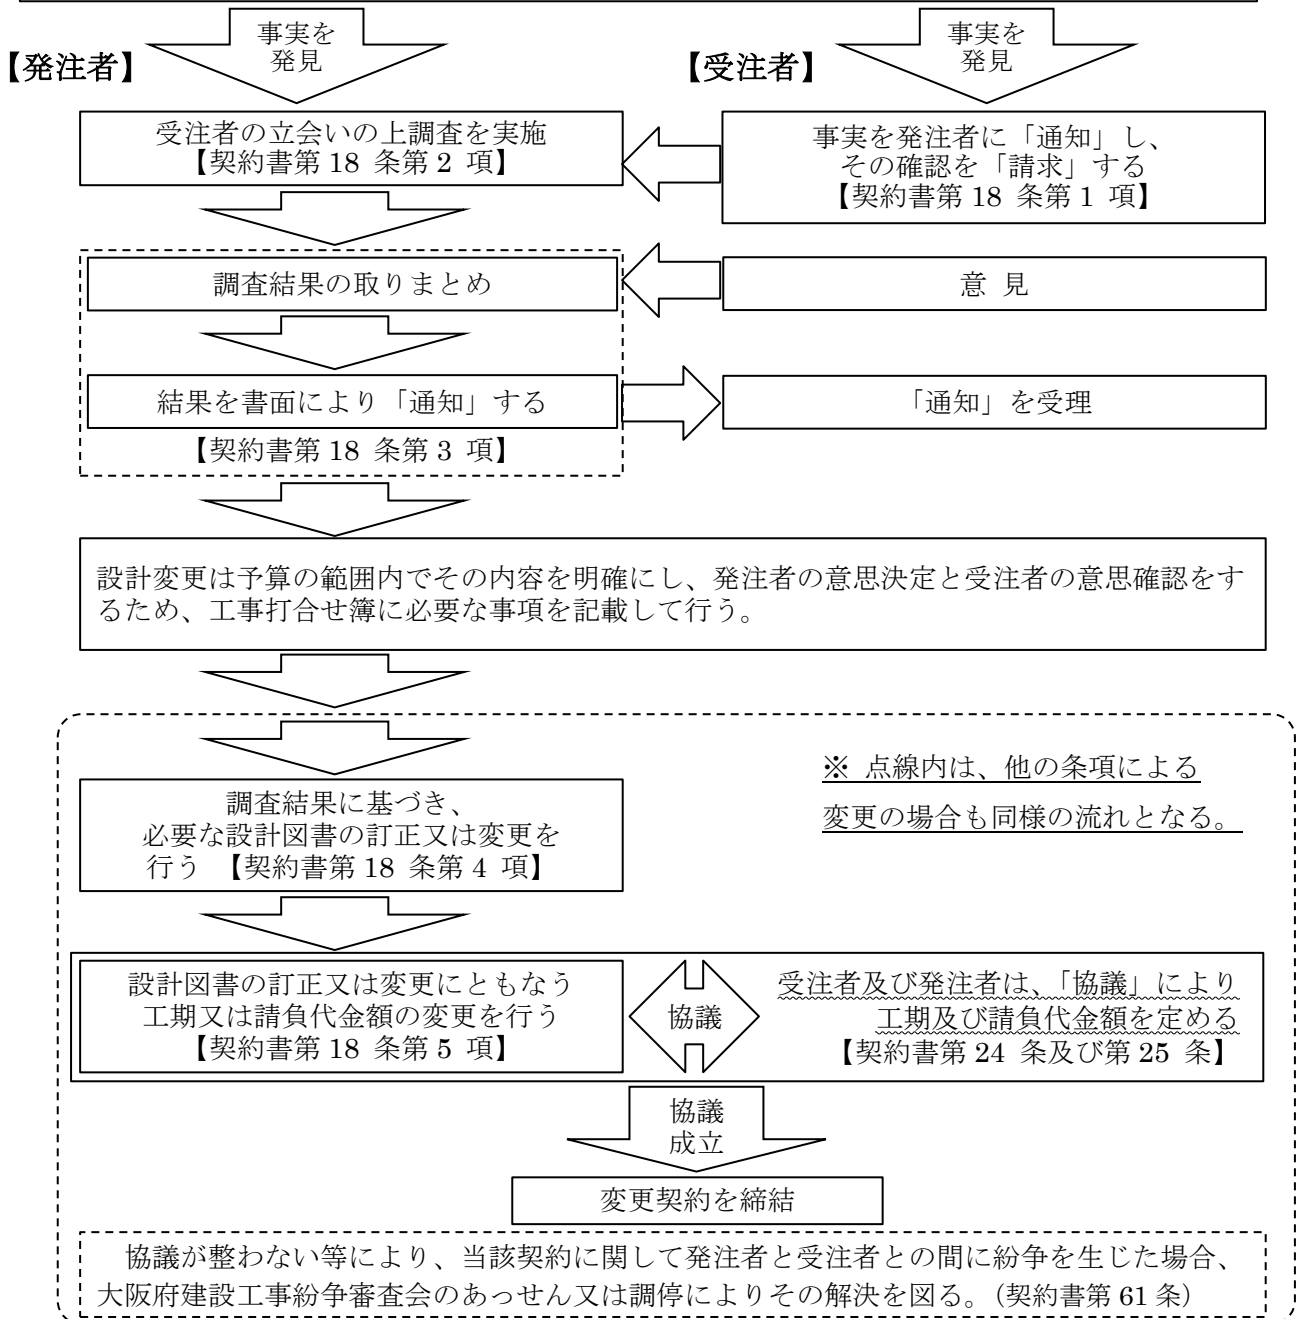 事実を
発見
事実を
発見
【発注者】
【受注者】
受注者の立会いの上調査を実施
【契約書第 18 条第 2 項】
事実を発注者に「通知」し、
その確認を「請求」する
【契約書第 18 条第 1 項】
調査結果の取りまとめ
意 見
結果を書面により「通知」する
「通知」を受理
【契約書第 18 条第 3 項】
設計変更は予算の範囲内でその内容を明確にし、発注者の意思決定と受注者の意思確認をす
るため、工事打合せ簿に必要な事項を記載して行う。
※ 点線内は、他の条項による
変更の場合も同様の流れとなる。
調査結果に基づき、
必要な設計図書の訂正又は変更を
行う 【契約書第 18 条第 4 項】
設計図書の訂正又は変更にともなう
工期又は請負代金額の変更を行う
【契約書第 18 条第 5 項】
協議
受注者及び発注者は、「協議」により
工期及び請負代金額を定める
【契約書第 24 条及び第 25 条】
協議
成立
変更契約を締結
協議が整わない等により、当該契約に関して発注者と受注者との間に紛争を生じた場合、
大阪府建設工事紛争審査会のあっせん又は調停によりその解決を図る。(契約書第 61 条)